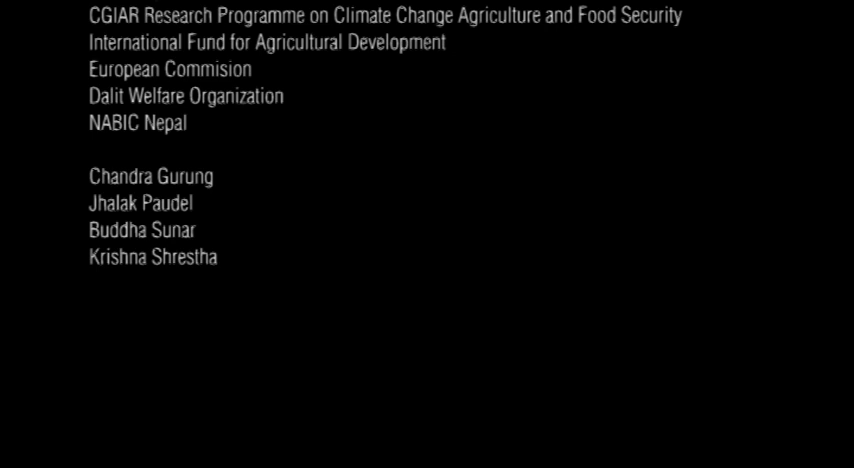 CGIAR Research Programme on Climate Change Agriculture and Food Security
International Fund for Agricultural Development
European Commision
Dalit Welfare Organization
NABIC Nepal
Chandra Gurung
Jhalak Paudel
Buddha Sunar
Krishna Shrestha